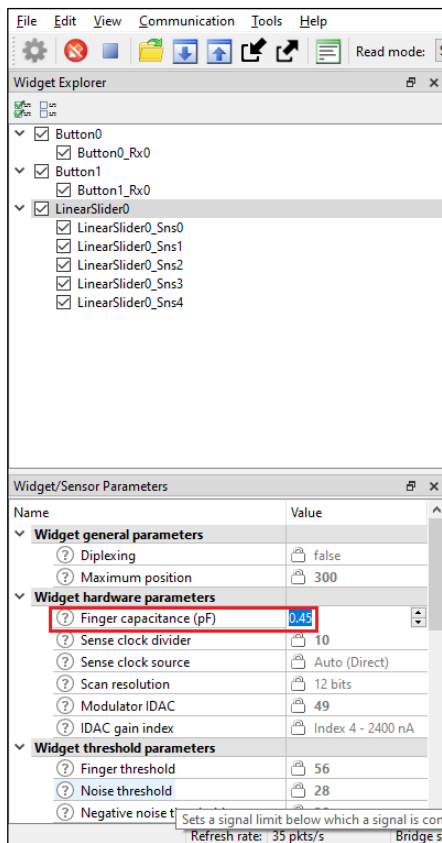 File Edit View Communication Tools Help
Read mode:
Widget Explorer
Button0
Button0_Rx0
Button1
Button1_Rx0
LinearSlider0
LinearSlider0_Sns0
LinearSlider0_Sns1
LinearSlider0_Sns2
LinearSlider0_Sns3
LinearSlider0_Sns4
Widget/Sensor Parameters
Name Value
Widget general parameters
Diplexing false
Maximum position 300
Widget hardware parameters
Finger capacitance (pF) 0.45
Sense clock divider 10
Sense clock source Auto (Direct)
Scan resolution 12 bits
Modulator IDAC 49
IDAC gain index Index 4 - 2400 nA
Widget threshold parameters
Finger threshold 56
Noise threshold 28
Negative noise
Sets a signal limit below which a signal is
Refresh rate: 35 pkts/s Bridge